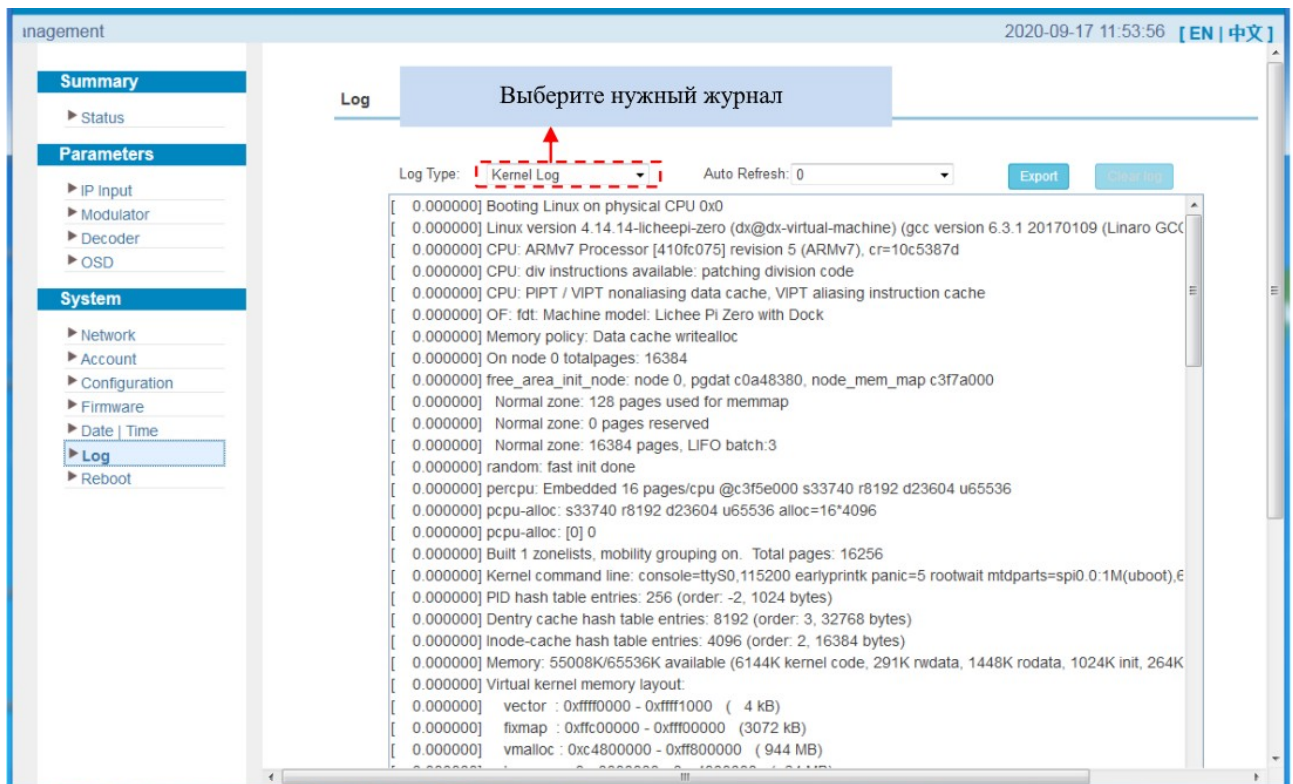 anagement 2020-09-17 11:53:56 [ EN | 中文 ]
Summary
Status
Parameters
IP Input
Modulator
Decoder
OSD
System
Network
Account
Configuration
Firmware
Date | Time
Log
Reboot
Log
Выберите нужный журнал
Log Type: Kernel Log Auto Refresh: 0 Export Clear log
[ 0.000000] Booting Linux on physical CPU 0x0
[ 0.000000] Linux version 4.14.14-licheepi-zero (dx@dx-virtual-machine) (gcc version 6.3.1 20170109 (Linaro GCC
[ 0.000000] CPU: ARMv7 Processor [410fc075] revision 5 (ARMv7), cr=10c5387d
[ 0.000000] CPU: div instructions available: patching division code
[ 0.000000] CPU: PIPT / VIPT nonaliasing data cache, VIPT aliasing instruction cache
[ 0.000000] OF: fdt: Machine model: Lichee Pi Zero with Dock
[ 0.000000] Memory policy: Data cache writealloc
[ 0.000000] On node 0 totalpages: 16384
[ 0.000000] free_area_init_node: node 0, pgdat c0a48380, node_mem_map c3f7a000
[ 0.000000] Normal zone: 128 pages used for memmap
[ 0.000000] Normal zone: 0 pages reserved
[ 0.000000] Normal zone: 16384 pages, LIFO batch:3
[ 0.000000] random: fast init done
[ 0.000000] percpu: Embedded 16 pages/cpu @c3f5e000 s33740 r8192 d23604 u65536
[ 0.000000] pcpu-alloc: s33740 r8192 d23604 u65536 alloc=16*4096
[ 0.000000] pcpu-alloc: [0] 0
[ 0.000000] Built 1 zonelists, mobility grouping on. Total pages: 16256
[ 0.000000] Kernel command line: console=ttyS0,115200 earlyprintk panic=5 rootwait mtdparts=spi0.0:1M(uboot),6
[ 0.000000] PID hash table entries: 256 (order: -2, 1024 bytes)
[ 0.000000] Dentry cache hash table entries: 8192 (order: 3, 32768 bytes)
[ 0.000000] Inode-cache hash table entries: 4096 (order: 2, 16384 bytes)
[ 0.000000] Memory: 55008K/65536K available (6144K kernel code, 291K rwdata, 1448K rodata, 1024K init, 264K
[ 0.000000] Virtual kernel memory layout:
[ 0.000000] vector : 0xffff0000 - 0xffff1000 ( 4 kB)
[ 0.000000] fixmap : 0xffc00000 - 0xfff00000 (3072 kB)
[ 0.000000] vmalloc : 0xc4800000 - 0xff800000 ( 944 MB)